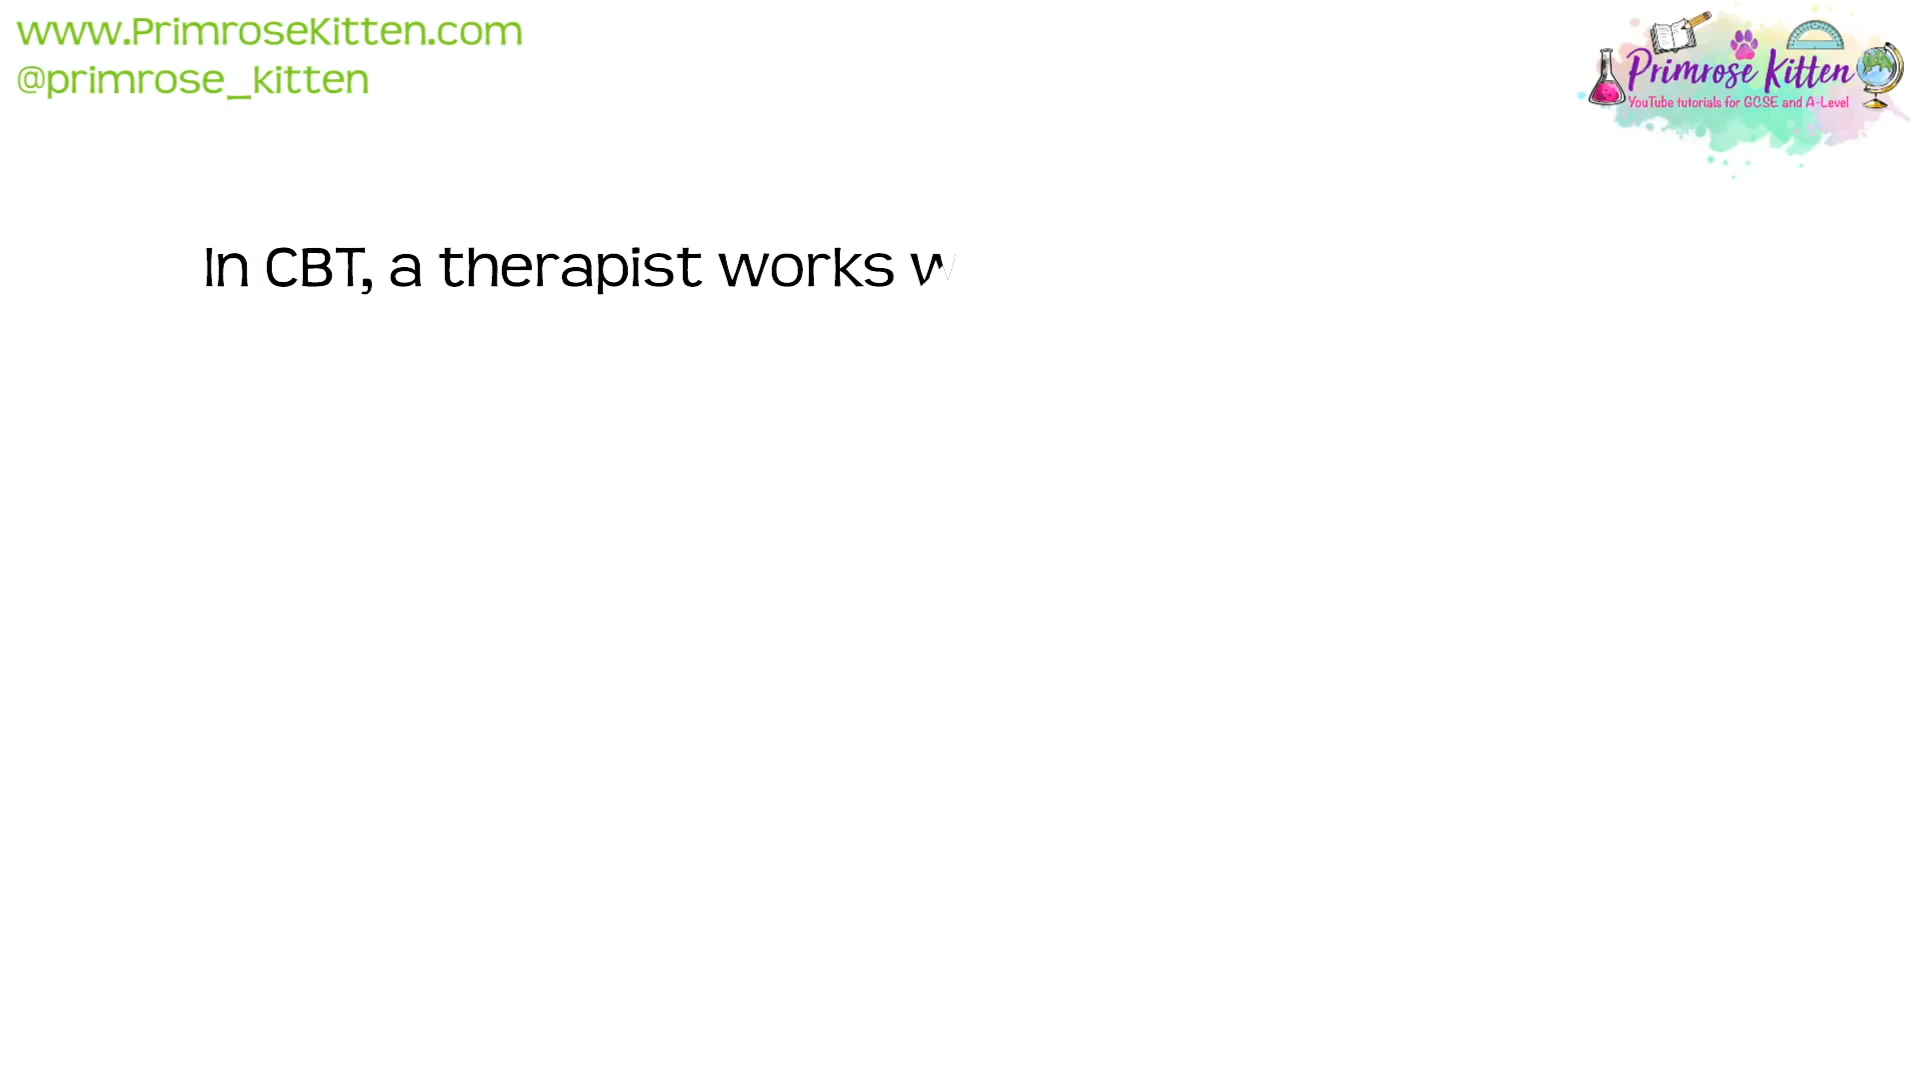 www.PrimroseKitten.com
@primrose_kitten
Primrose Kitten
YouTube tutorials for GCSE and A-Level
In CBT, a therapist works w